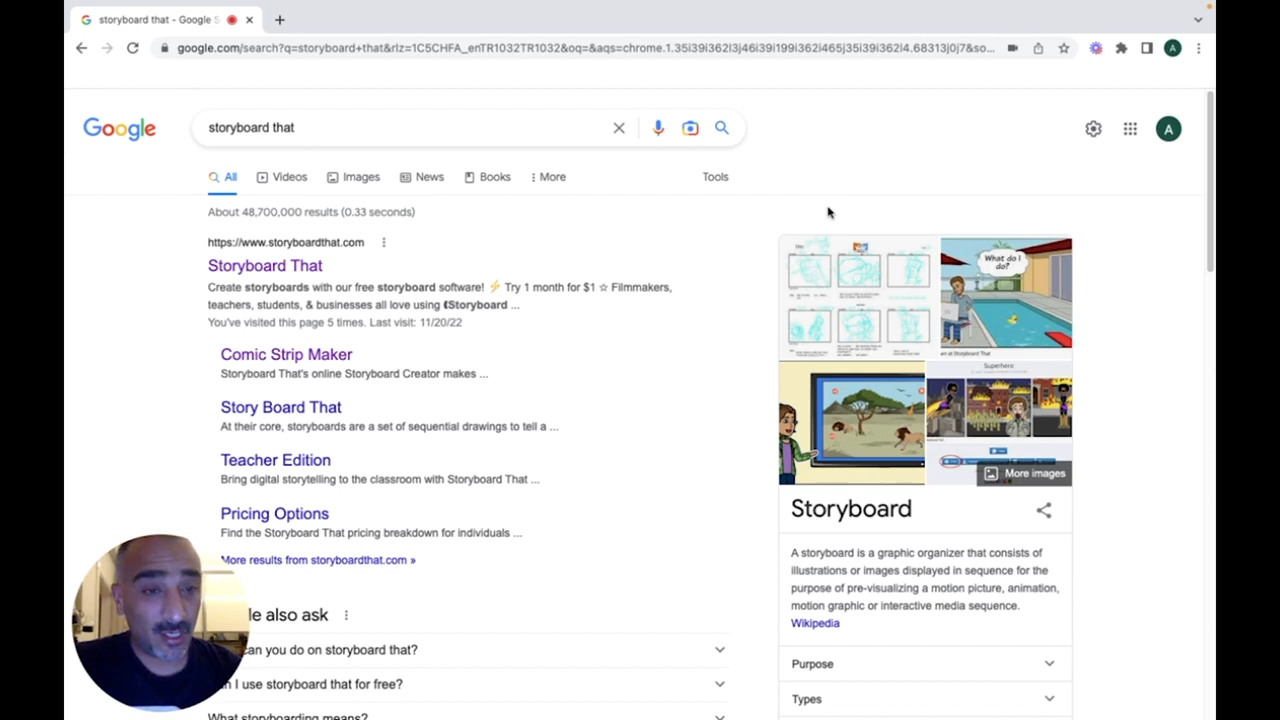 storyboard that - Google S
google.com/search?q=storyboard+that&rlz=1C5CHFA_enTR1032TR1032&oq=&aqs=chrome.1.35i39i362l3j46i39i199i362i465j35i39i362i4.68313j0j7&so...
A
Google
storyboard that
A
All
Videos
Images
News
Books
More
Tools
About 48,700,000 results (0.33 seconds)
https://www.storyboardthat.com
Storyboard That
Create storyboards with our free storyboard software! ⚡ Try 1 month for $1 ☆ Filmmakers,
teachers, students, & businesses all love using Storyboard ...
You've visited this page 5 times. Last visit: 11/20/22
Comic Strip Maker
Storyboard That's online Storyboard Creator makes ...
Story Board That
At their core, storyboards are a set of sequential drawings to tell a ...
Teacher Edition
Bring digital storytelling to the classroom with Storyboard That ...
Pricing Options
Find the Storyboard That pricing breakdown for individuals ...
More results from storyboardthat.com »
le also ask
can you do on storyboard that?
I use storyboard that for free?
What storyboarding means?
What do I
do?
Superhero
More images
Storyboard
A storyboard is a graphic organizer that consists of
illustrations or images displayed in sequence for the
purpose of pre-visualizing a motion picture, animation,
motion graphic or interactive media sequence.
Wikipedia
Purpose
Types